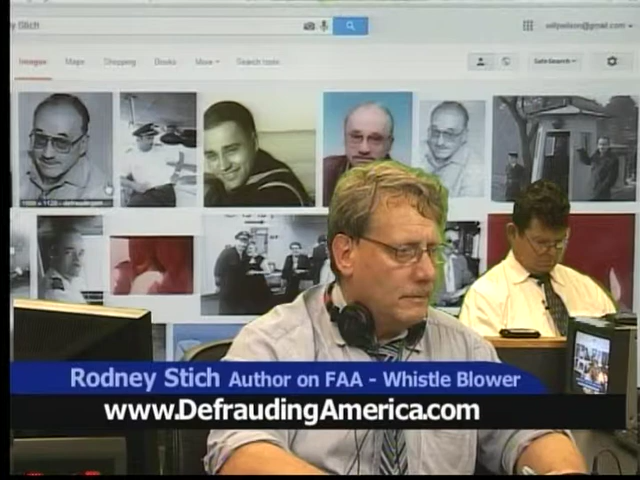 y Stich
Images Maps Shopping Books More Search tools
SafeSearch
Rodney Stich Author on FAA - Whistle Blower
www.DefraudingAmerica.com